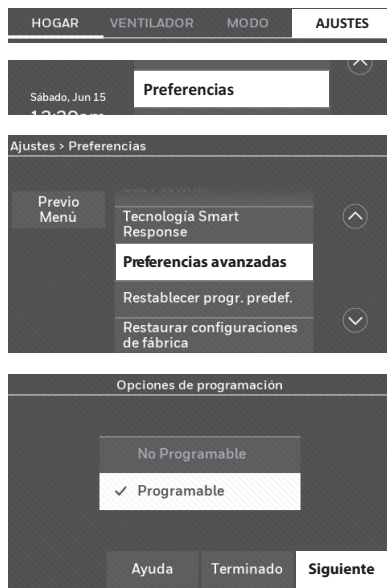 HOGAR VENTILADOR MODO AJUSTES
Preferencias
Sábado, Jun 15
Ajustes > Preferencias
Previo
Menú
Tecnología Smart
Response
Preferencias avanzadas
Restablecer progr. predef.
Restaurar configuraciones
de fábrica
Opciones de programación
No Programable
✓ Programable
Ayuda Terminado Siguiente